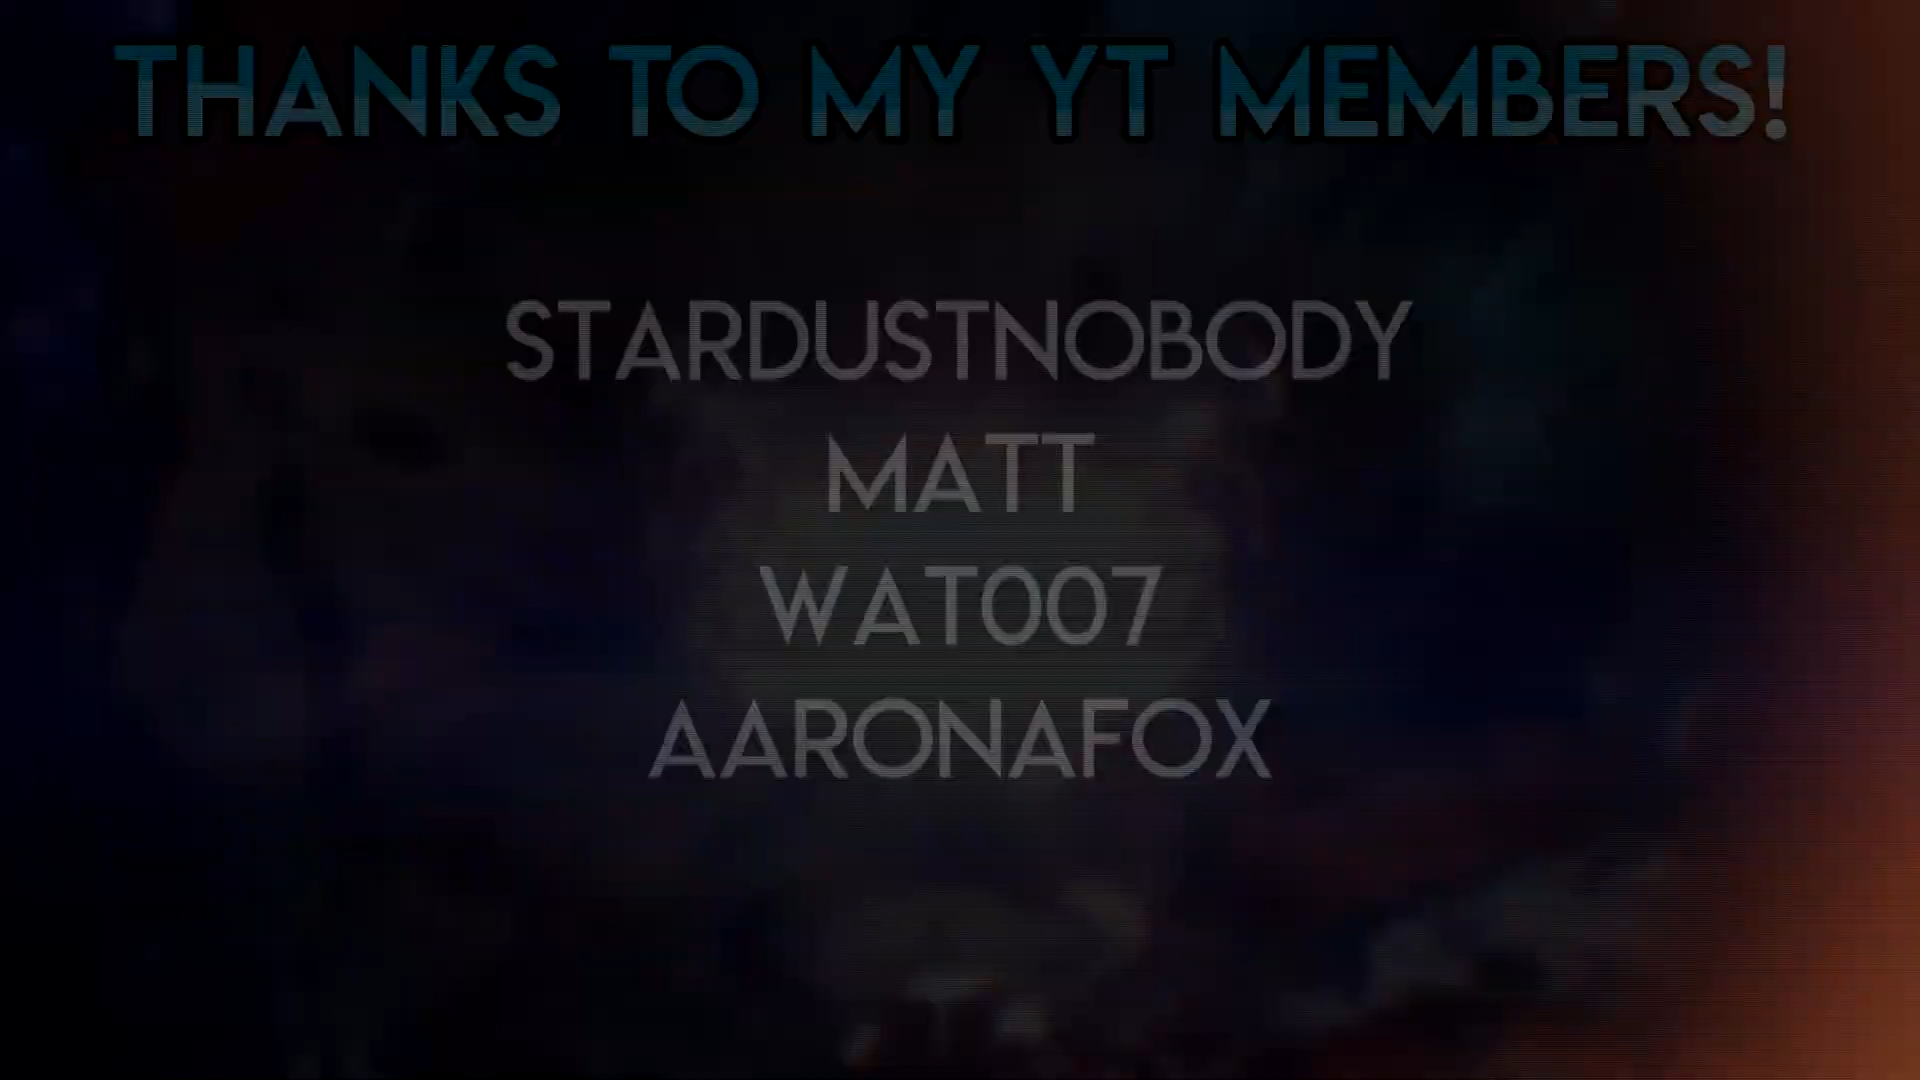 THANKS TO MY YT MEMBERS!
STARDUSTNOBODY
MATT
WAT007
AARONAFOX